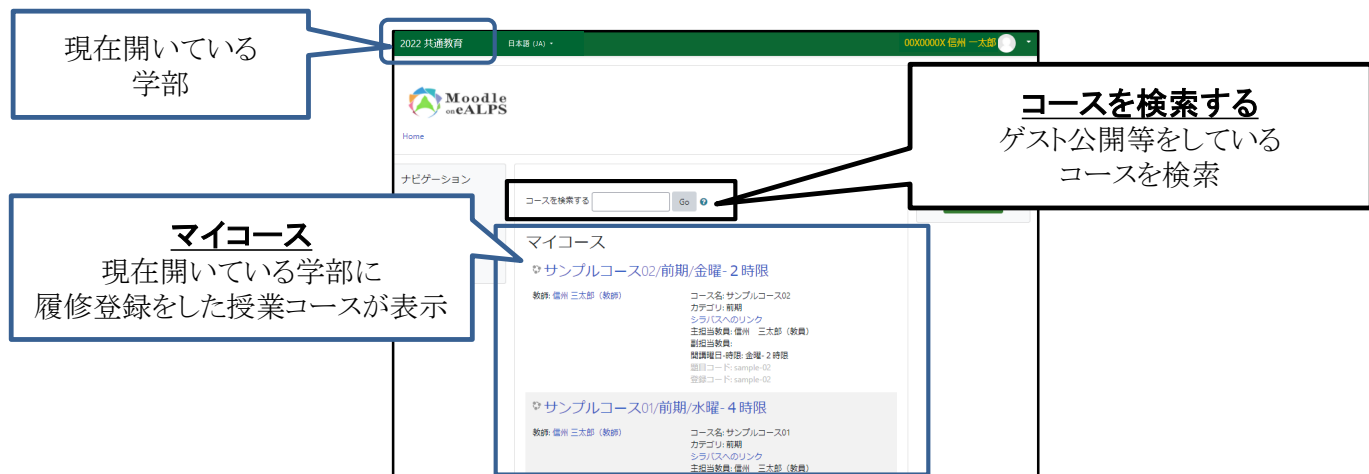 現在開いている
学部
2022 共通教育
日本語 (JA)
00X0000X 信州 一太郎
Moodle
on eALPS
Home
コースを検索する
ゲスト公開等をしている
コースを検索
ナビゲーション
コースを検索する
Go
マイコース
現在開いている学部に
履修登録をした授業コースが表示
マイコース
サンプルコース02/前期/金曜-２時限
教師: 信州 三太郎（教師）
コース名: サンプルコース02
カテゴリ: 前期
シラバスへのリンク
主担当教員: 信州　三太郎（教員）
副担当教員:
開講曜日-時限: 金曜-２時限
題目コード: sample-02
登録コード: sample-02
サンプルコース01/前期/水曜-４時限
教師: 信州 三太郎（教師）
コース名: サンプルコース01
カテゴリ: 前期
シラバスへのリンク
主担当教員: 信州　三太郎（教員）